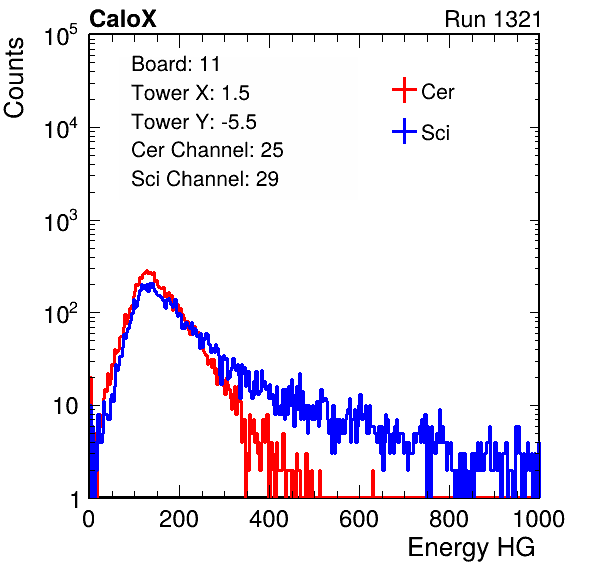 CaloX Run 1321
Counts
Board: 11
Tower X: 1.5
Tower Y: -5.5
Cer Channel: 25
Sci Channel: 29
Cer
Sci
10^5
10^4
10^3
10^2
10
1
0 200 400 600 800 1000
Energy HG